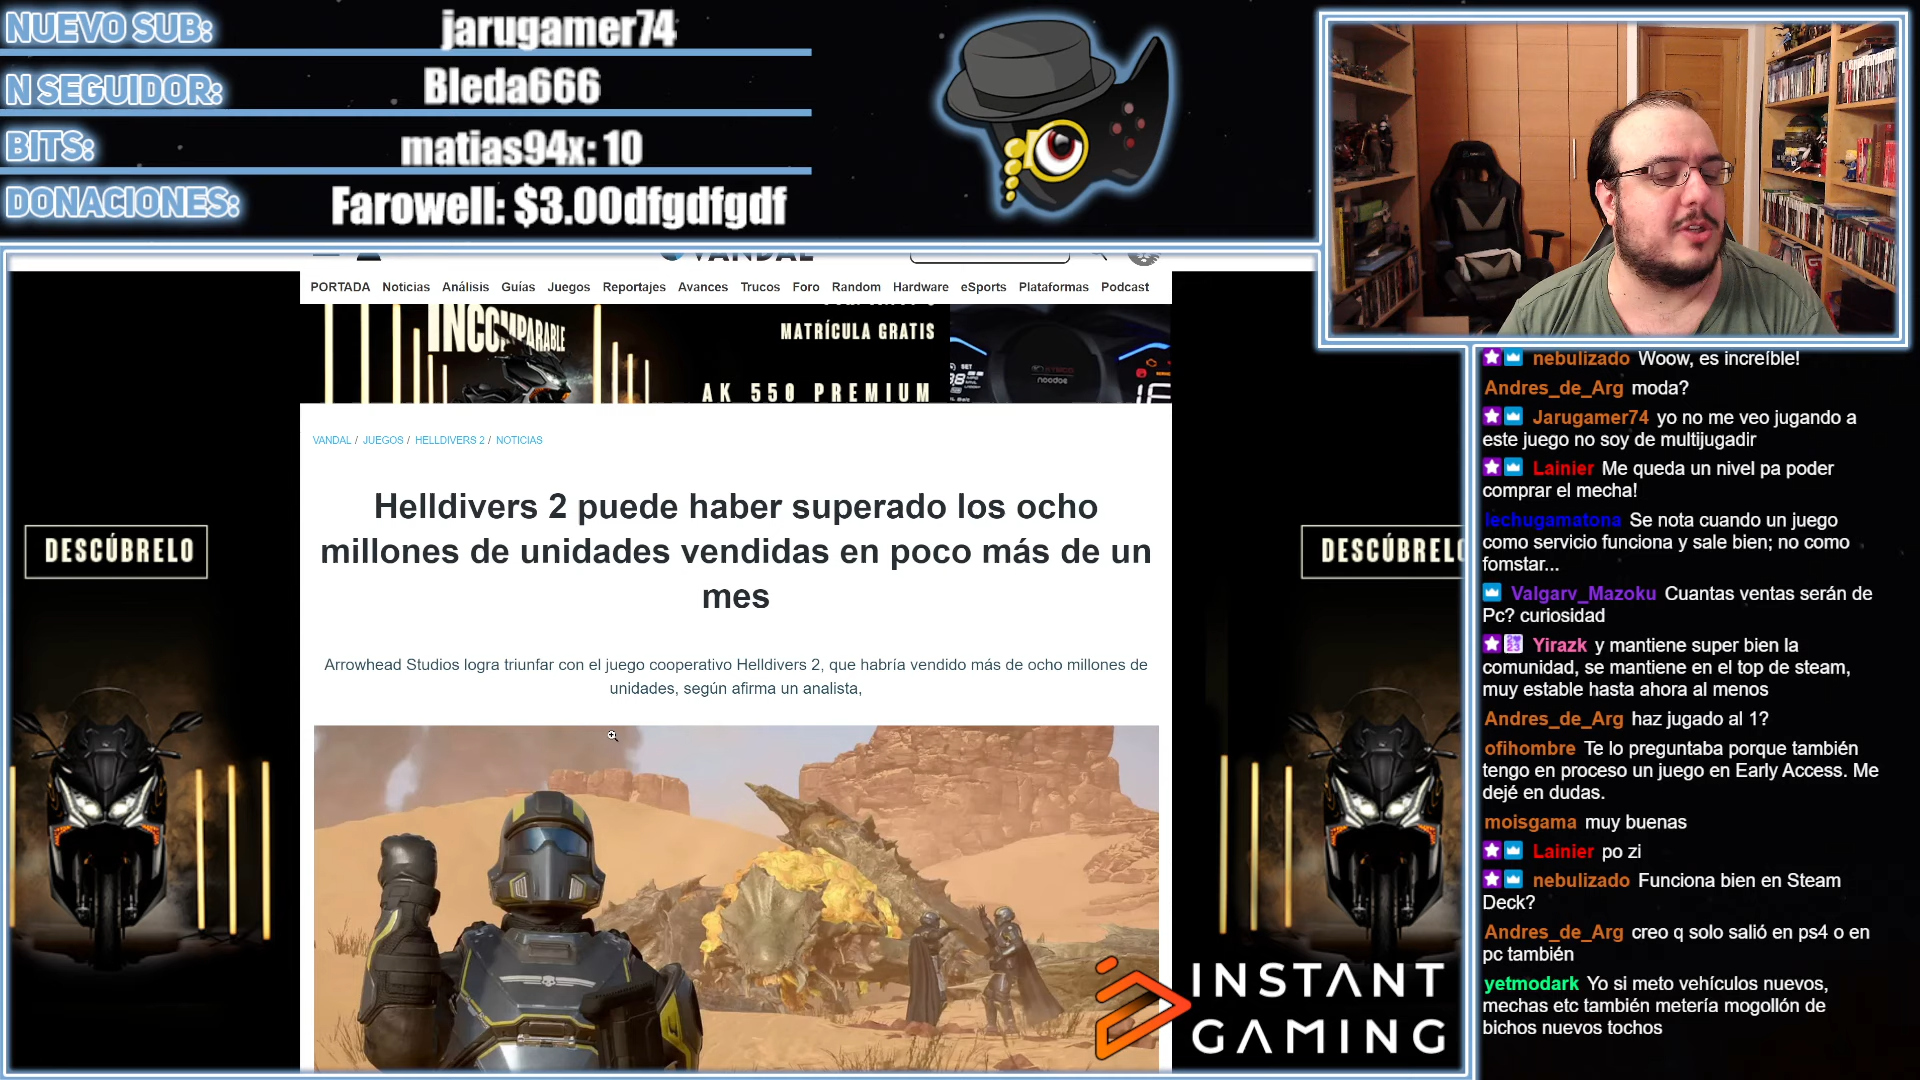 NUEVO SUB:
jarugamer74
N SEGUIDOR:
Bleda666
BITS:
matias94x: 10
DONACIONES:
Farowell: $3.00dfgdfgdf
VANDAL
PORTADA Noticias Análisis Guías Juegos Reportajes Avances Trucos Foro Random Hardware eSports Plataformas Podcast
INCOMPARABLE
MATRÍCULA GRATIS
AK 550 PREMIUM
noodoe
VANDAL / JUEGOS / HELLDIVERS 2 / NOTICIAS
Helldivers 2 puede haber superado los ocho
millones de unidades vendidas en poco más de un
mes
Arrowhead Studios logra triunfar con el juego cooperativo Helldivers 2, que habría vendido más de ocho millones de
unidades, según afirma un analista,
DESCÚBRELO
DESCÚBRELO
INSTANT
GAMING
nebulizado Woow, es increíble!
Andres_de_Arg moda?
Jarugamer74 yo no me veo jugando a
este juego no soy de multijugadir
Lainier Me queda un nivel pa poder
comprar el mecha!
lechugamatona Se nota cuando un juego
como servicio funciona y sale bien; no como
fomstar...
Valgarv_Mazoku Cuantas ventas serán de
Pc? curiosidad
Yirazk y mantiene super bien la
comunidad, se mantiene en el top de steam,
muy estable hasta ahora al menos
Andres_de_Arg haz jugado al 1?
ofihombre Te lo preguntaba porque también
tengo en proceso un juego en Early Access. Me
dejé en dudas.
moisgama muy buenas
Lainier po zi
nebulizado Funciona bien en Steam
Deck?
Andres_de_Arg creo q solo salió en ps4 o en
pc también
yetmodark Yo si meto vehículos nuevos,
mechas etc también metería mogollón de
bichos nuevos tochos